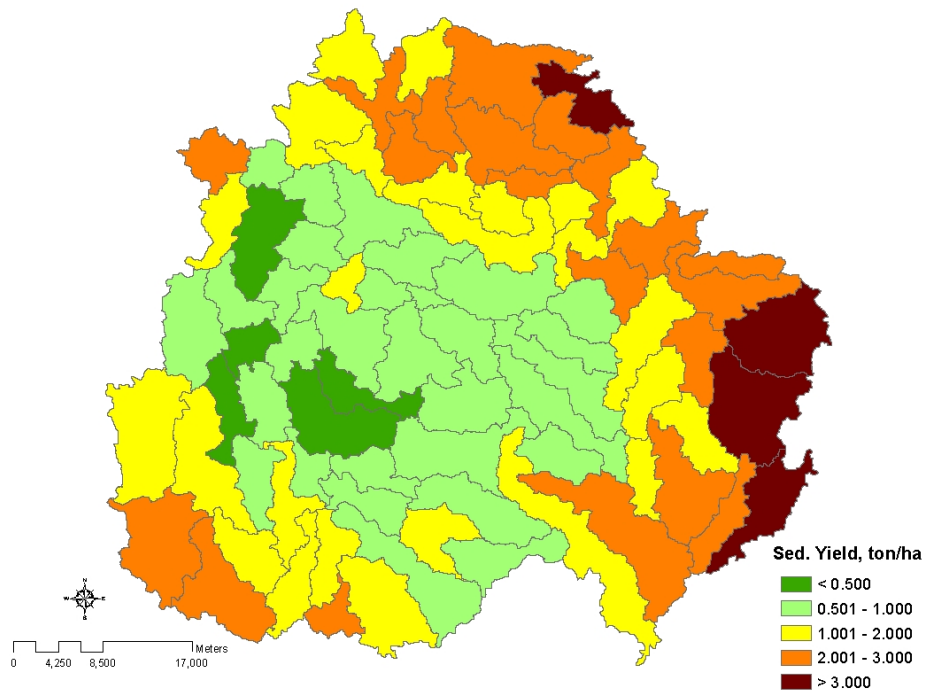 N
W E
S
Meters
0 4,250 8,500 17,000
Sed. Yield, ton/ha
< 0.500
0.501 - 1.000
1.001 - 2.000
2.001 - 3.000
> 3.000